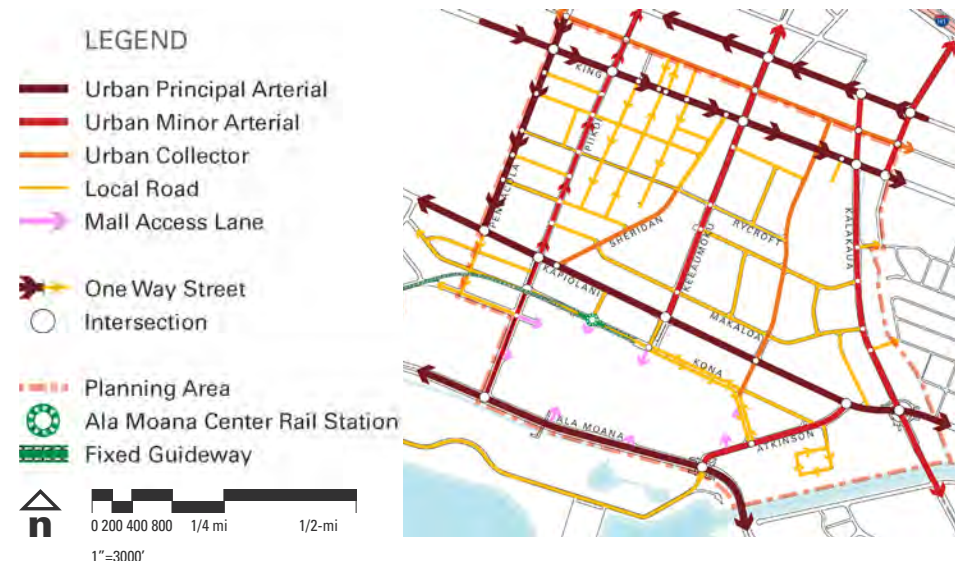 LEGEND
Urban Principal Arterial
Urban Minor Arterial
Urban Collector
Local Road
Mall Access Lane
One Way Street
Intersection
Planning Area
Ala Moana Center Rail Station
Fixed Guideway
n
0 200 400 800 1/4 mi 1/2-mi
1"=3000'
KING
PIIKOI
PENSACOLA
SHERIDAN
RYCROFT
KEEAUMOKU
KALAKAUA
KAPIOLANI
MAKALOA
KONA
ALA MOANA
ATKINSON